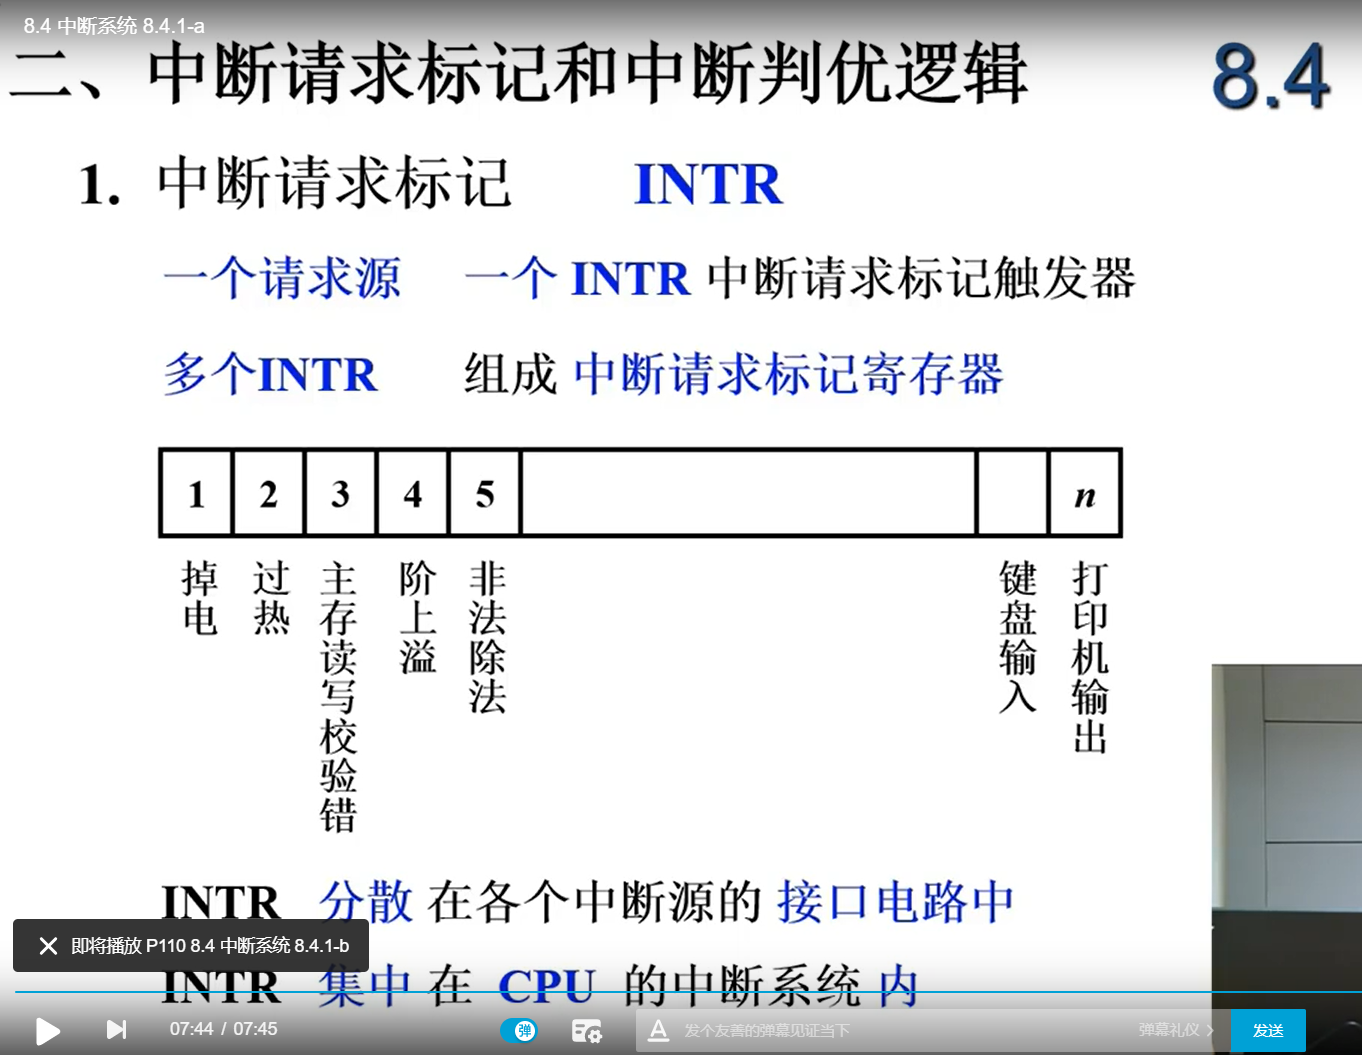 8.4 中断系统 8.4.1-a
二、中断请求标记和中断判优逻辑 8.4
1. 中断请求标记 INTR
一个请求源 一个 INTR 中断请求标记触发器
多个INTR 组成 中断请求标记寄存器
1 2 3 4 5 n
掉电
过热
主存读写校验错
阶上溢
非法除法
键盘输入
打印机输出
INTR 分散 在各个中断源的 接口电路中
即将播放 P110 8.4 中断系统 8.4.1-b
INTR 集中 在 CPU 的中断系统 内
07:44 / 07:45 弹 A 发个友善的弹幕见证当下 弹幕礼仪 发送